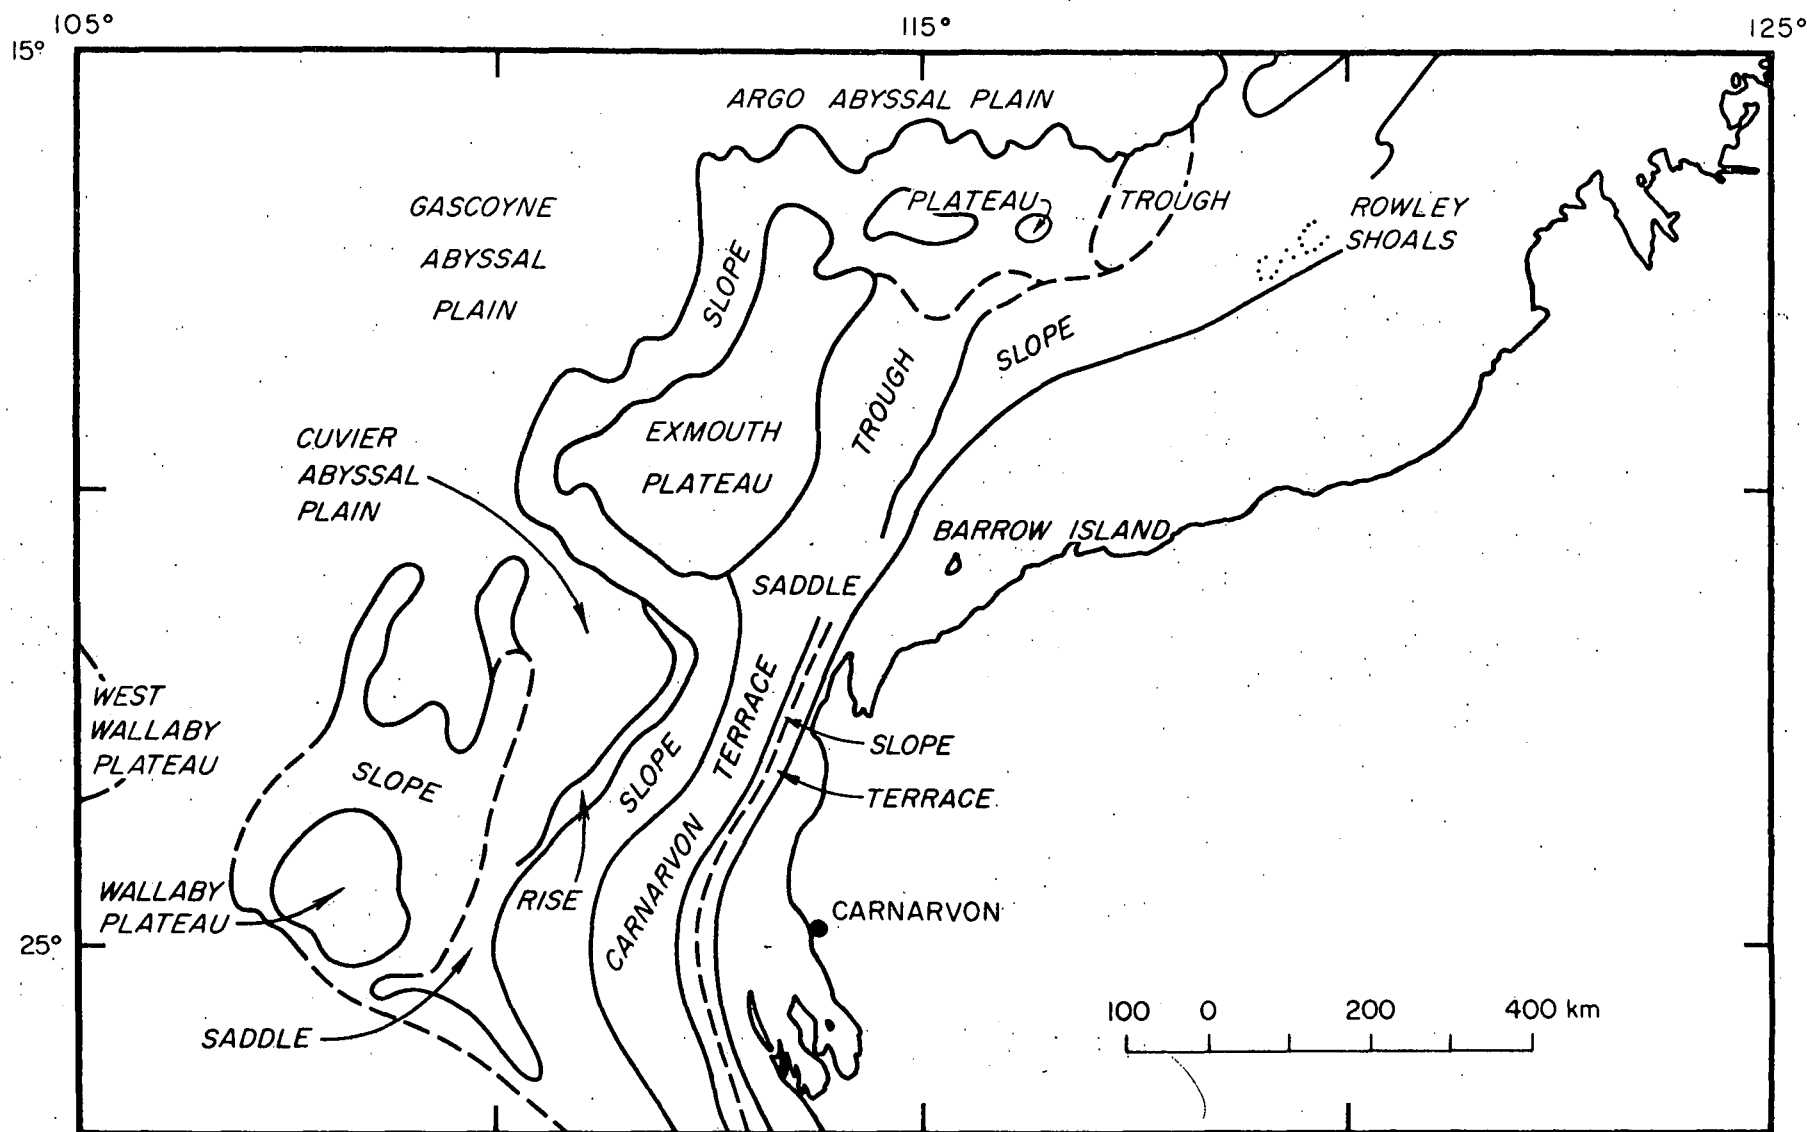 105°
115°
125°
15°
ARGO ABYSSAL PLAIN
GASCOYNE
ABYSSAL
PLAIN
SLOPE
PLATEAU
TROUGH
ROWLEY
SHOALS
SLOPE
TROUGH
EXMOUTH
PLATEAU
CUVIER
ABYSSAL
PLAIN
BARROW ISLAND
SADDLE
WEST
WALLABY
PLATEAU
SLOPE
TERRACE
SLOPE
SLOPE
TERRACE
CARNARVON
WALLABY
PLATEAU
RISE
CARNARVON
25°
SADDLE
100 0 200 400 km